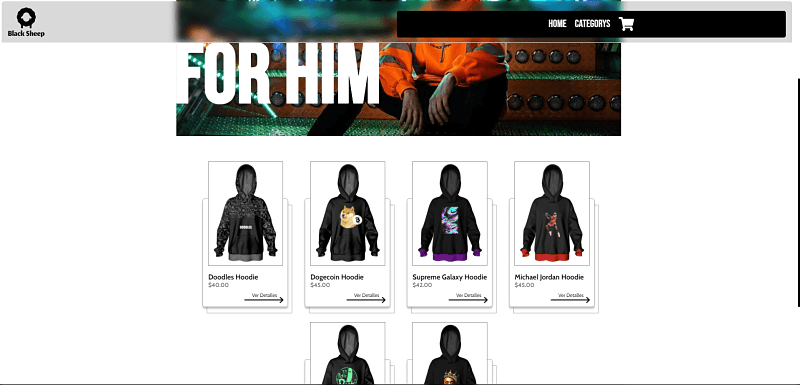 Black Sheep
HOME CATEGORYS
FOR HIM
Doodles Hoodie
$40.00
Ver Detalles
Dogecoin Hoodie
$45.00
Ver Detalles
Supreme Galaxy Hoodie
$42.00
Ver Detalles
Michael Jordan Hoodie
$45.00
Ver Detalles
DOODLES